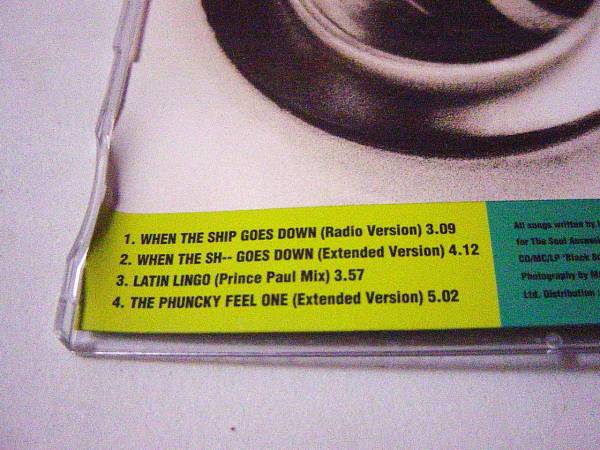 1. WHEN THE SHIP GOES DOWN (Radio Version) 3.09
2. WHEN THE SH-- GOES DOWN (Extended Version) 4.12
3. LATIN LINGO (Prince Paul Mix) 3.57
4. THE PHUNCKY FEEL ONE (Extended Version) 5.02
All songs written by
for The Soul
CD/MC/LP "Black
Photography by
Ltd. Distribution